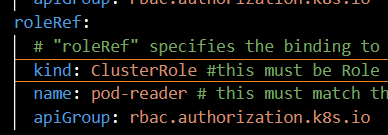 apiGroup: rbac.authorization.k8s.io
roleRef:
# "roleRef" specifies the binding to
kind: ClusterRole #this must be Role
name: pod-reader # this must match th
apiGroup: rbac.authorization.k8s.io